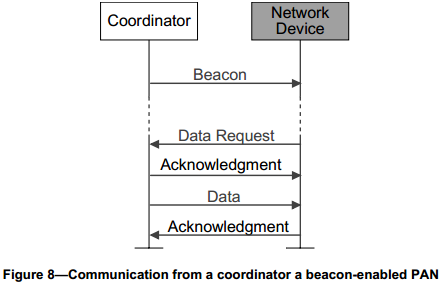 Coordinator
Network
Device
Beacon
Data Request
Acknowledgment
Data
Acknowledgment
Figure 8—Communication from a coordinator a beacon-enabled PAN